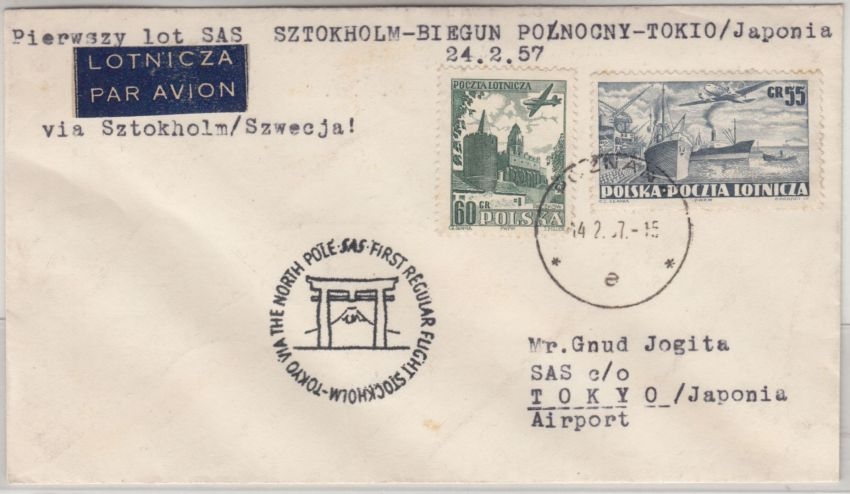 Pierwszy lot SAS SZTOKHOLM-BIEGUN POŁNOCNY-TOKIO/Japonia
24.2.57
LOTNICZA
PAR AVION
via Sztokholm/Szwecja!
POCZTA LOTNICZA
60 GR POLSKA
GR 55
POLSKA·POCZTA LOTNICZA
POZNAŃ
14 2. 57.-15
* e *
STOCKHOLM-TOKYO VIA THE NORTH POLE·SAS·FIRST REGULAR FLIGHT
Mr.Gnud Jogita
SAS c/o
TOKYO/Japonia
Airport